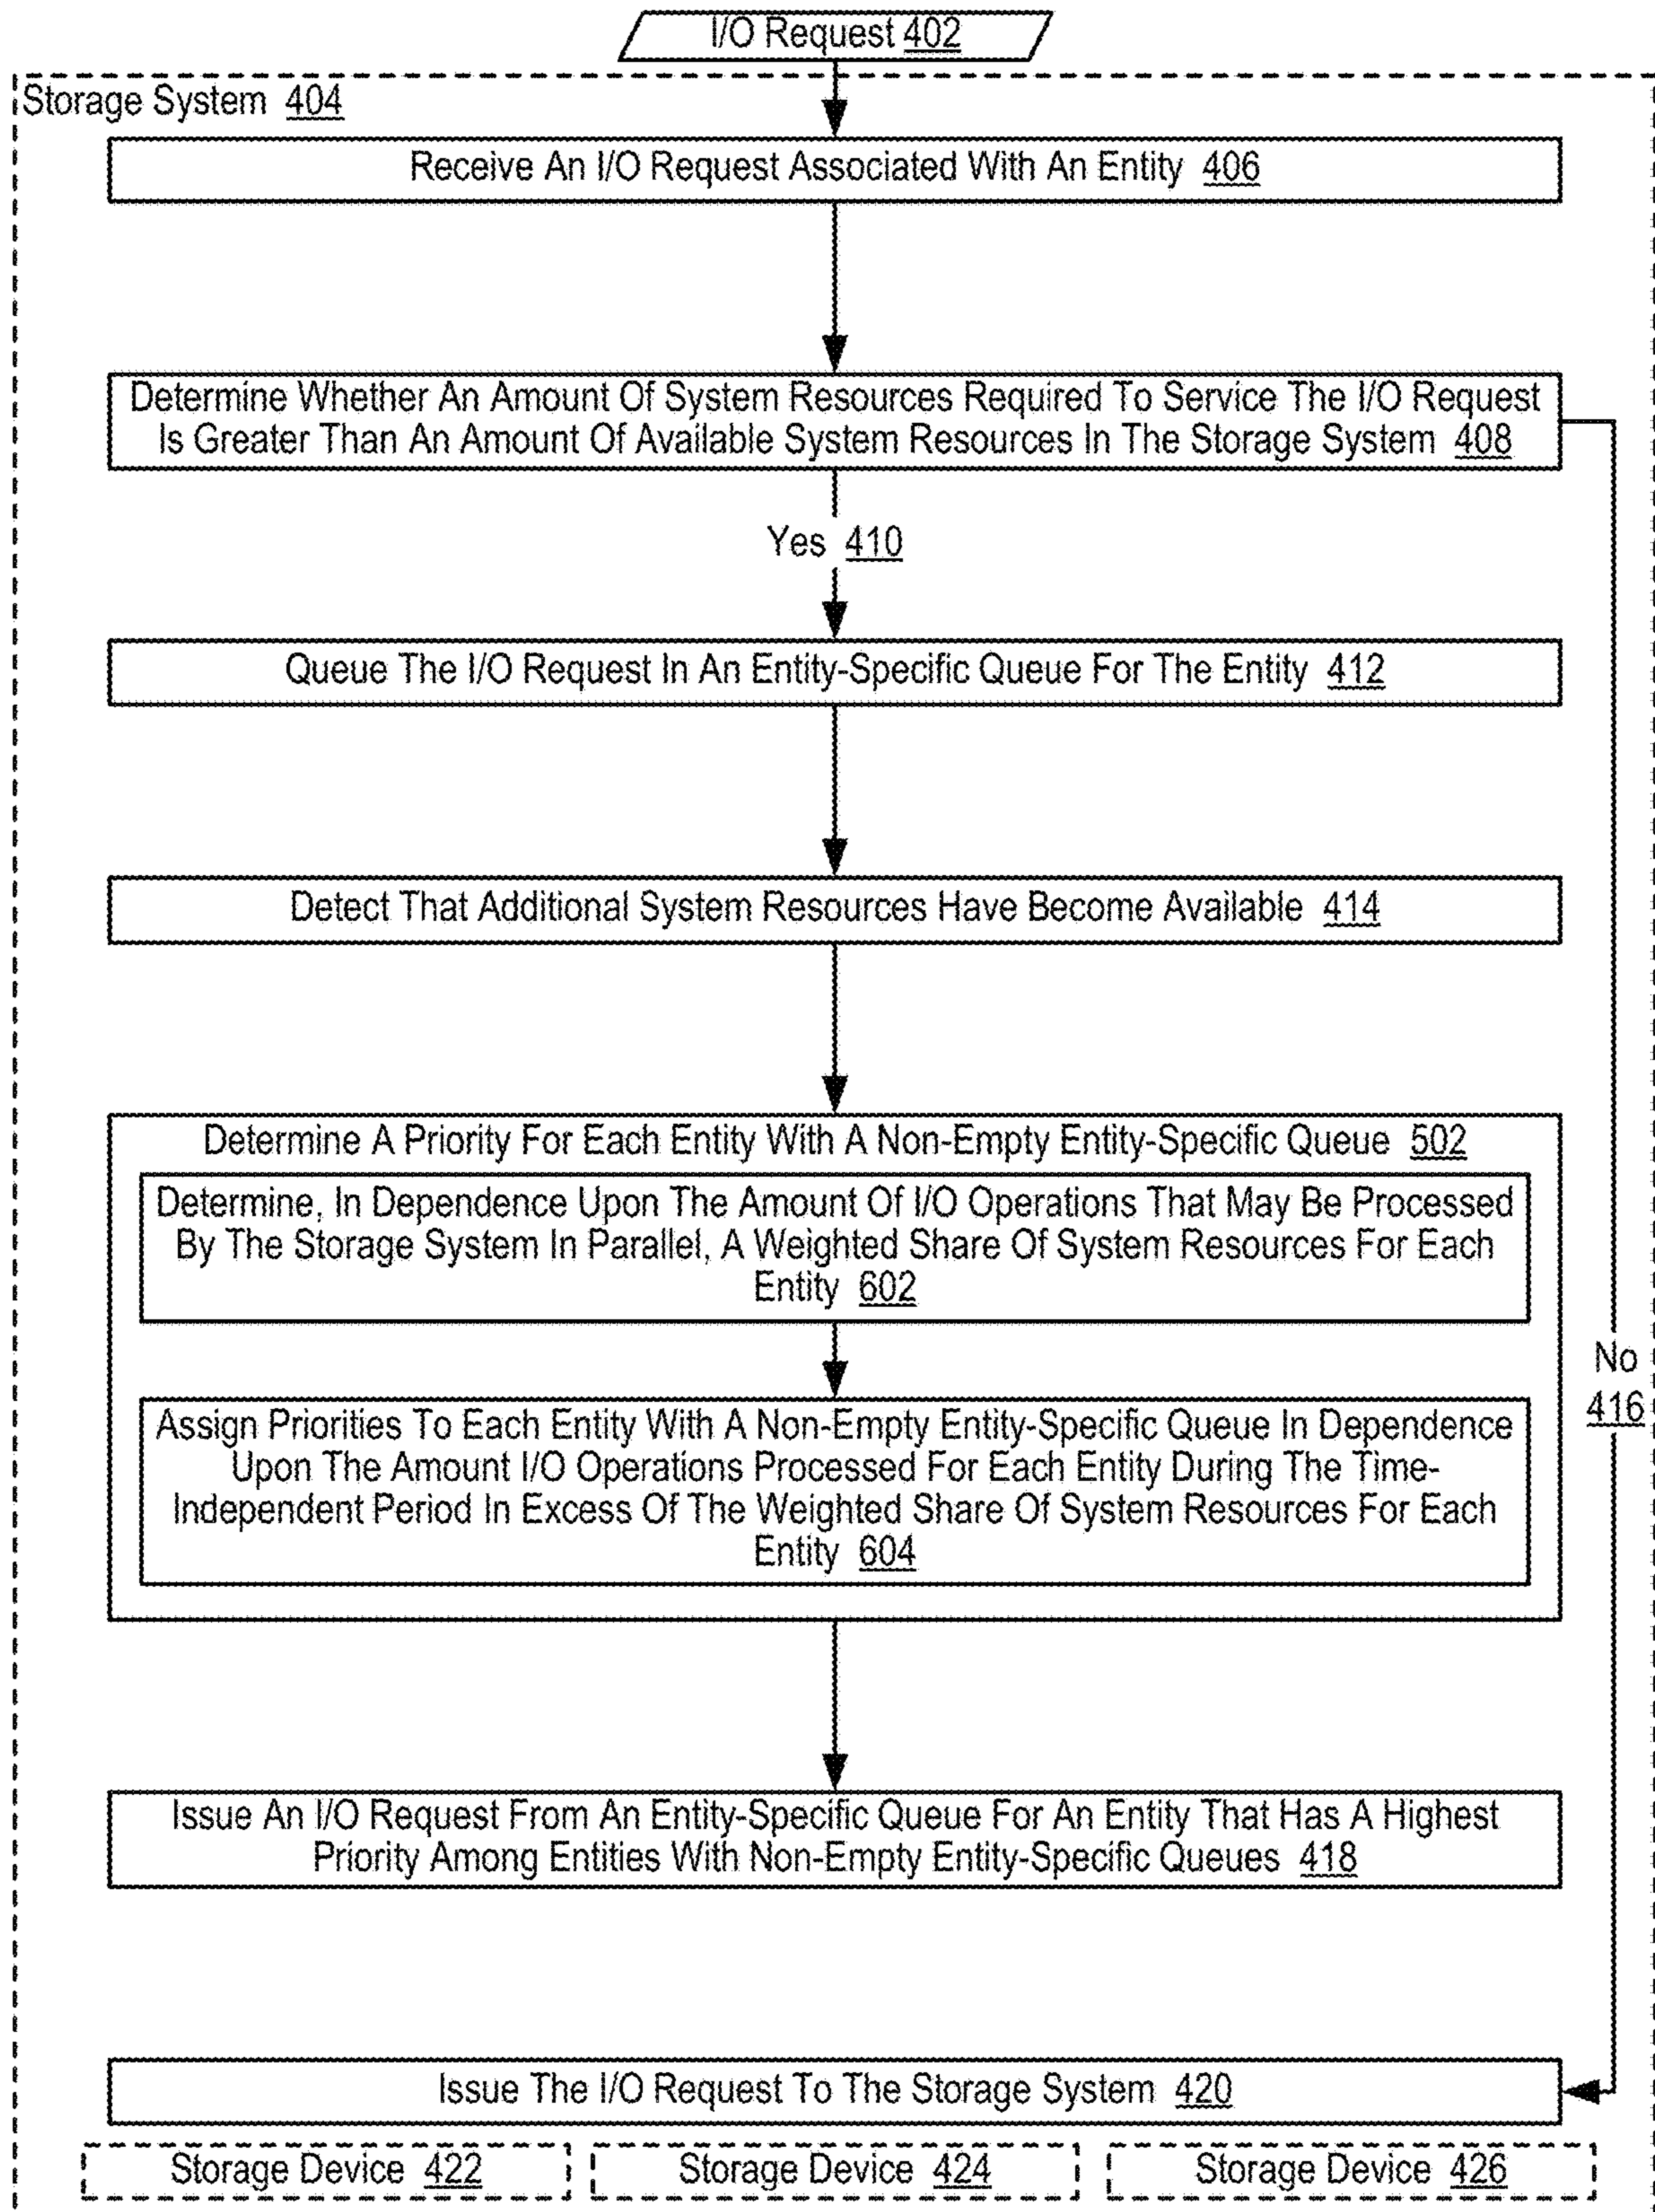 I/O Request 402
Storage System 404
Receive An I/O Request Associated With An Entity 406
Determine Whether An Amount Of System Resources Required To Service The I/O Request
Is Greater Than An Amount Of Available System Resources In The Storage System 408
Yes 410
Queue The I/O Request In An Entity-Specific Queue For The Entity 412
Detect That Additional System Resources Have Become Available 414
Determine A Priority For Each Entity With A Non-Empty Entity-Specific Queue 502
Determine, In Dependence Upon The Amount Of I/O Operations That May Be Processed
By The Storage System In Parallel, A Weighted Share Of System Resources For Each
Entity 602
No
416
Assign Priorities To Each Entity With A Non-Empty Entity-Specific Queue In Dependence
Upon The Amount I/O Operations Processed For Each Entity During The Time-
Independent Period In Excess Of The Weighted Share Of System Resources For Each
Entity 604
Issue An I/O Request From An Entity-Specific Queue For An Entity That Has A Highest
Priority Among Entities With Non-Empty Entity-Specific Queues 418
Issue The I/O Request To The Storage System 420
Storage Device 422
Storage Device 424
Storage Device 426